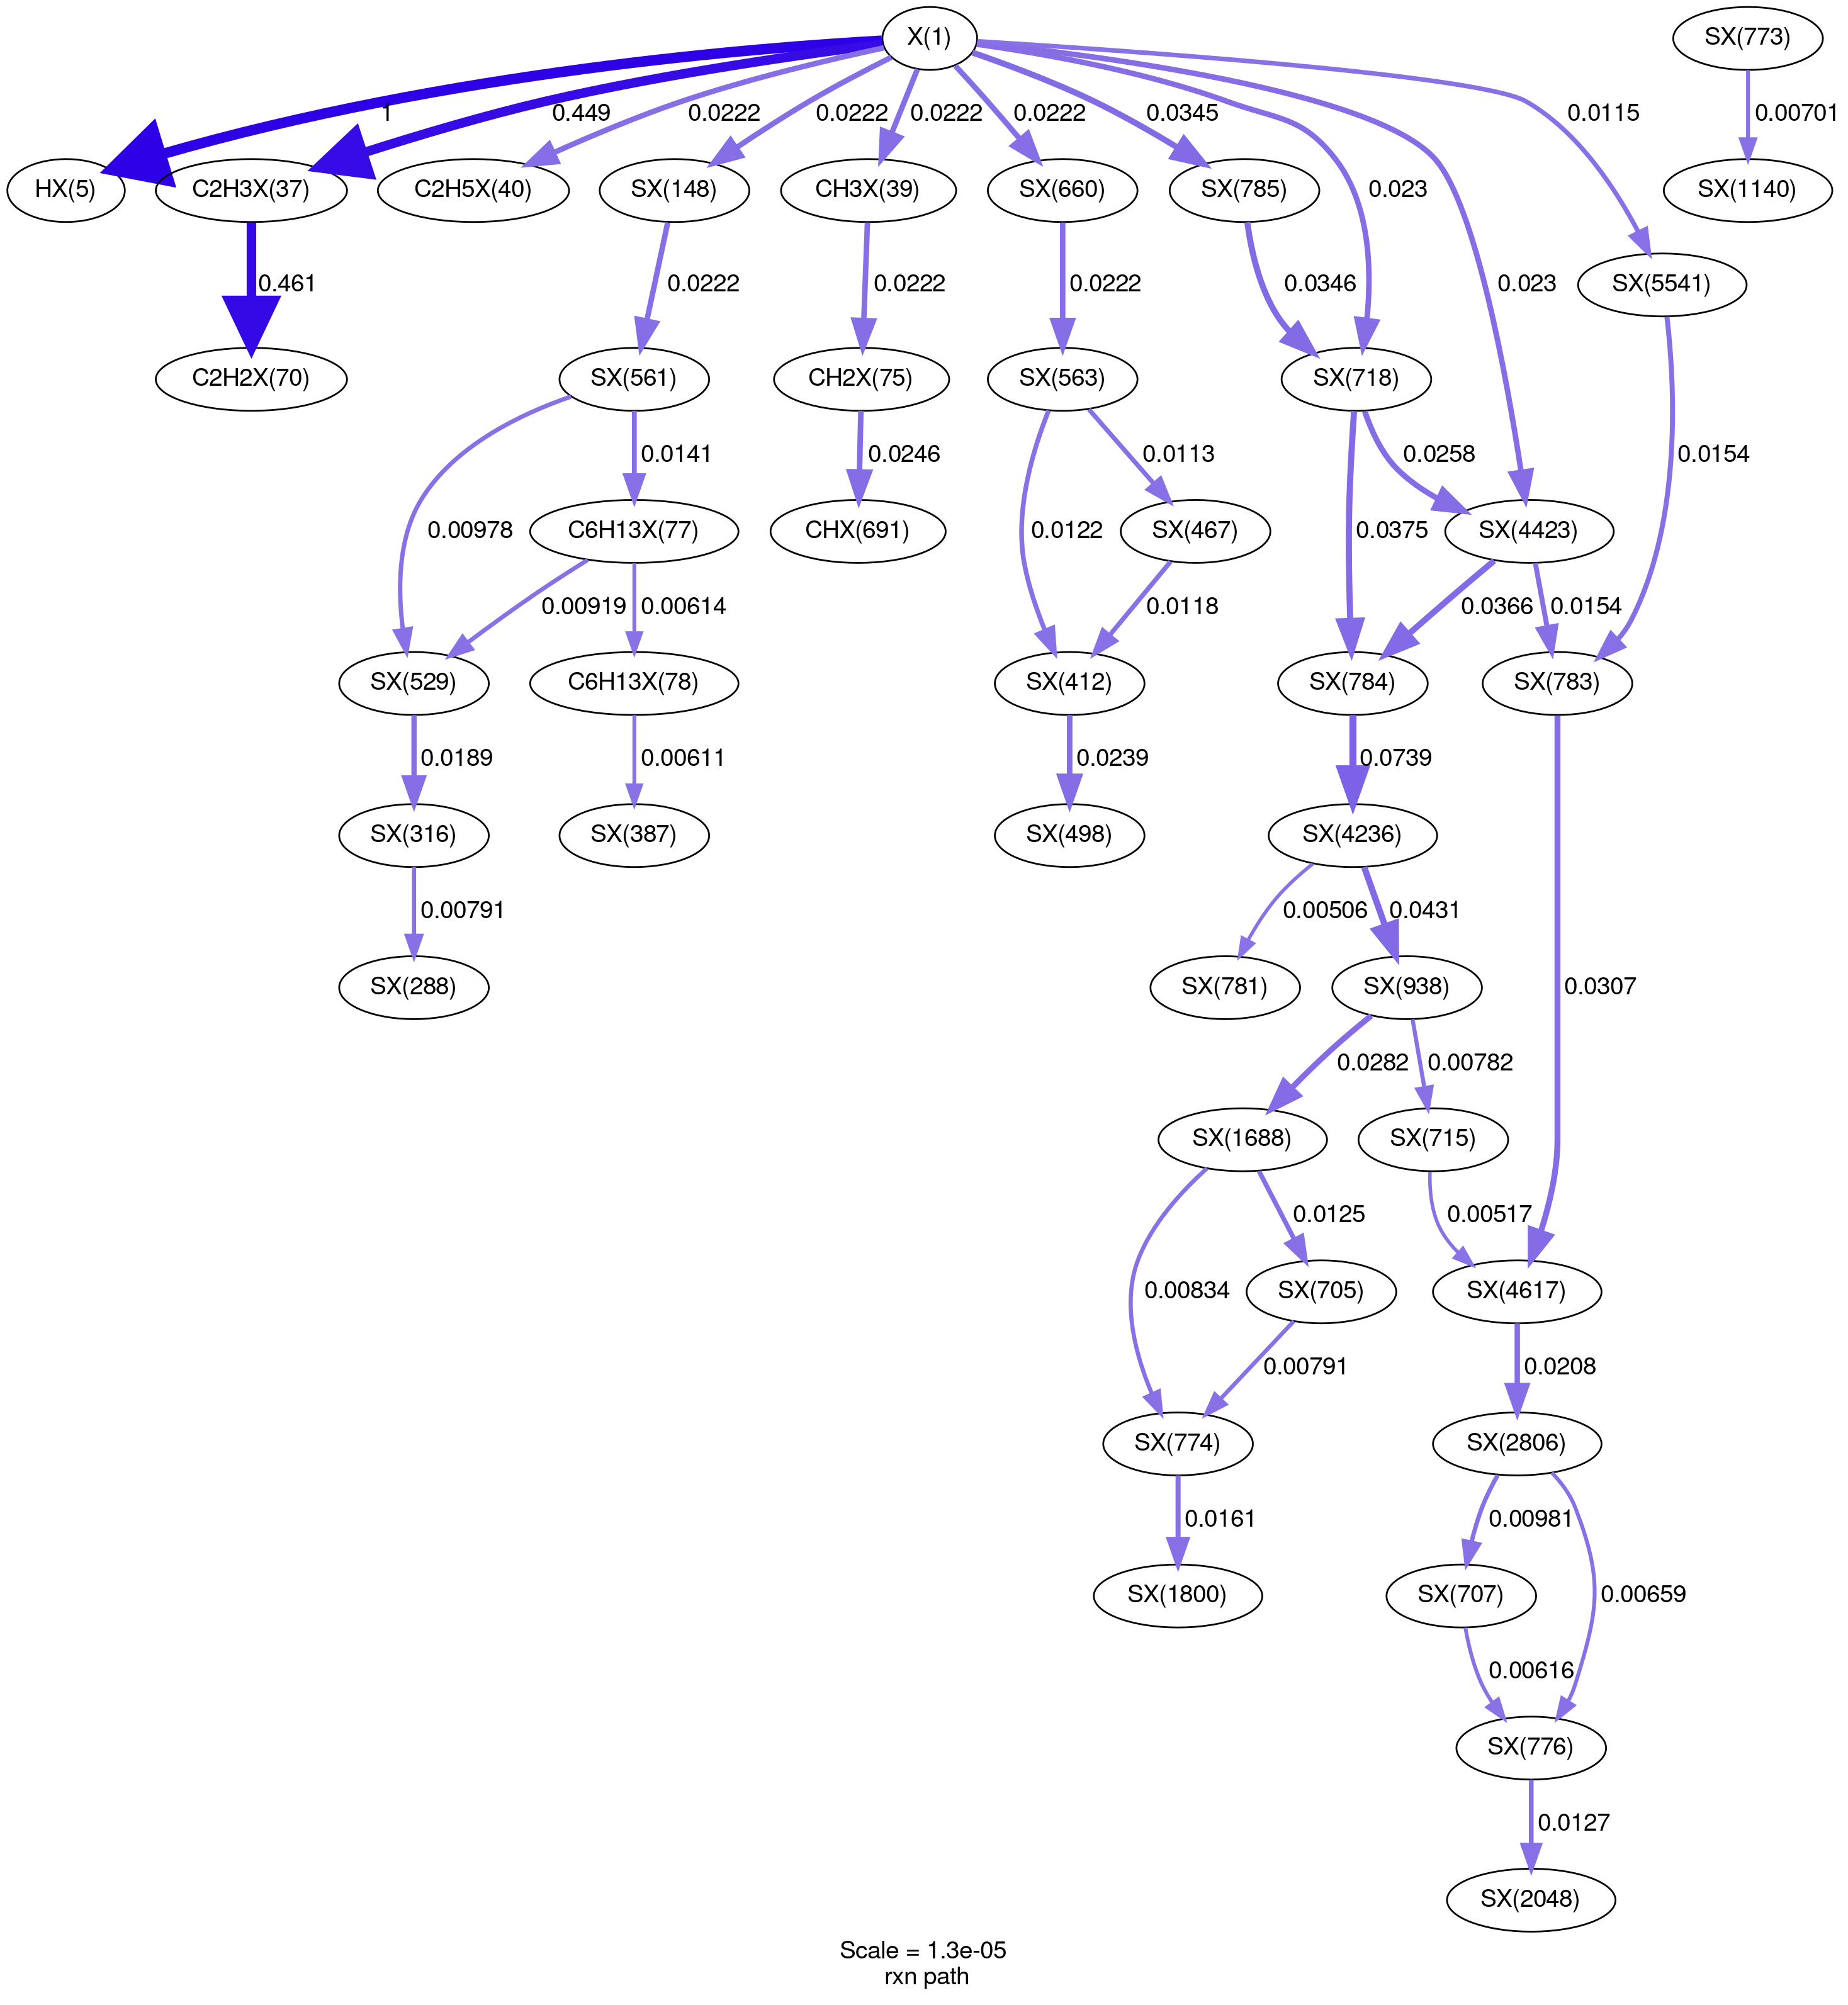 X(1)
SX(773)
1
0.449
0.0222
0.0222
0.0222
0.0222
0.0345
0.023
0.023
0.0115
0.00701
HX(5)
C2H3X(37)
C2H5X(40)
SX(148)
CH3X(39)
SX(660)
SX(785)
SX(1140)
0.461
0.0222
0.0222
0.0222
0.0346
SX(5541)
C2H2X(70)
SX(561)
CH2X(75)
SX(563)
SX(718)
0.00978
0.0141
0.0246
0.0122
0.0113
0.0375
0.0258
0.0154
C6H13X(77)
CHX(691)
SX(467)
SX(4423)
0.00919
0.00614
0.0118
0.0366
0.0154
SX(529)
C6H13X(78)
SX(412)
SX(784)
SX(783)
0.0189
0.00611
0.0239
0.0739
SX(316)
SX(387)
SX(498)
SX(4236)
0.00791
0.00506
0.0431
0.0307
SX(288)
SX(781)
SX(938)
0.0282
0.00782
SX(1688)
SX(715)
0.00834
0.0125
0.00517
SX(705)
SX(4617)
0.00791
0.0208
SX(774)
SX(2806)
0.0161
0.00981
0.00659
SX(1800)
SX(707)
0.00616
SX(776)
0.0127
SX(2048)
Scale = 1.3e-05
rxn path